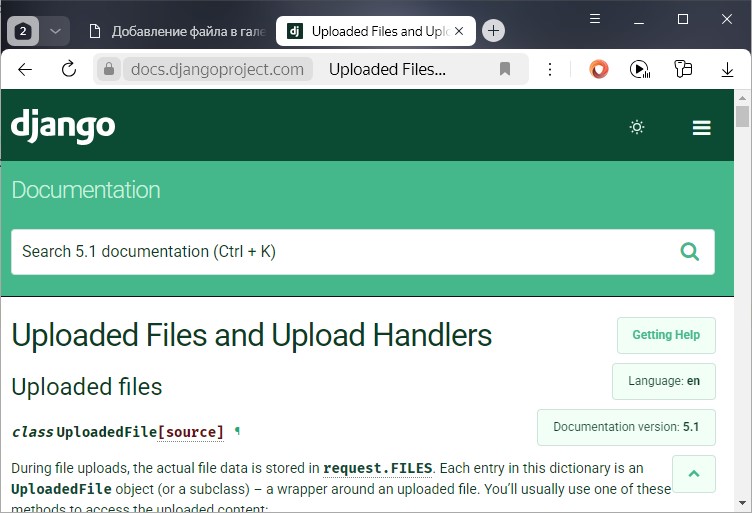 2
Добавление файла в гале
dj
Uploaded Files and Uplo
docs.djangoproject.com
Uploaded Files...
django
Documentation
Search 5.1 documentation (Ctrl + K)
Uploaded Files and Upload Handlers
Getting Help
Uploaded files
Language: en
class UploadedFile[source] ¶
Documentation version: 5.1
During file uploads, the actual file data is stored in request.FILES. Each entry in this dictionary is an
UploadedFile object (or a subclass) – a wrapper around an uploaded file. You’ll usually use one of these
methods to access the uploaded content: